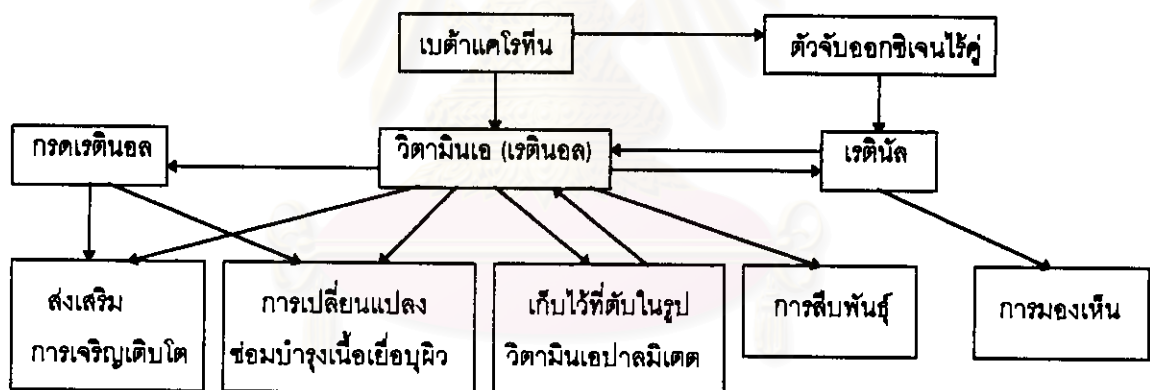 เบต้าแคโรทีน
ตัวจับออกซิเจนไร้คู่
กรดเรตินอล
วิตามินเอ (เรตินอล)
เรตินัล
ส่งเสริม
การเจริญเติบโต
การเปลี่ยนแปลง
ซ่อมบำรุงเนื้อเยื่อบุผิว
เก็บไว้ที่ตับในรูป
วิตามินเอปาลมิเตต
การสืบพันธุ์
การมองเห็น